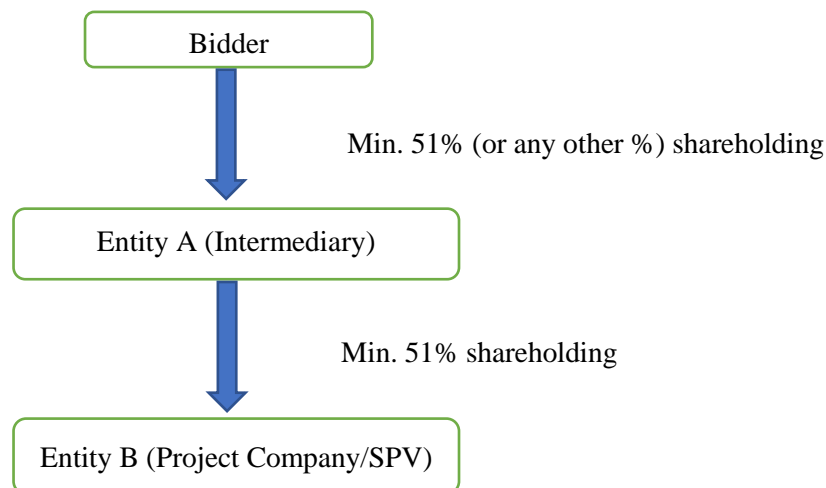 Bidder
Min. 51% (or any other %) shareholding
Entity A (Intermediary)
Min. 51% shareholding
Entity B (Project Company/SPV)